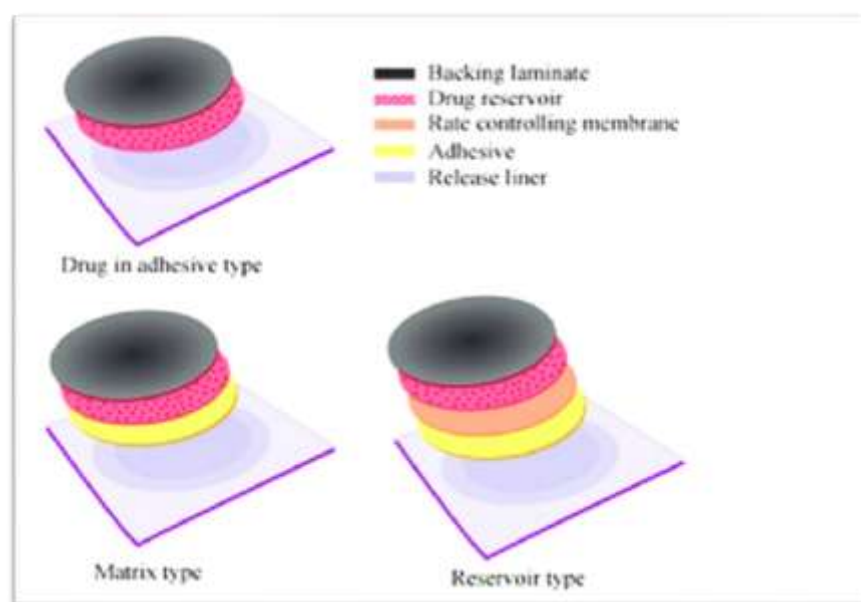 Backing laminate
Drug reservoir
Rate controlling membrane
Adhesive
Release liner
Drug in adhesive type
Matrix type
Reservoir type